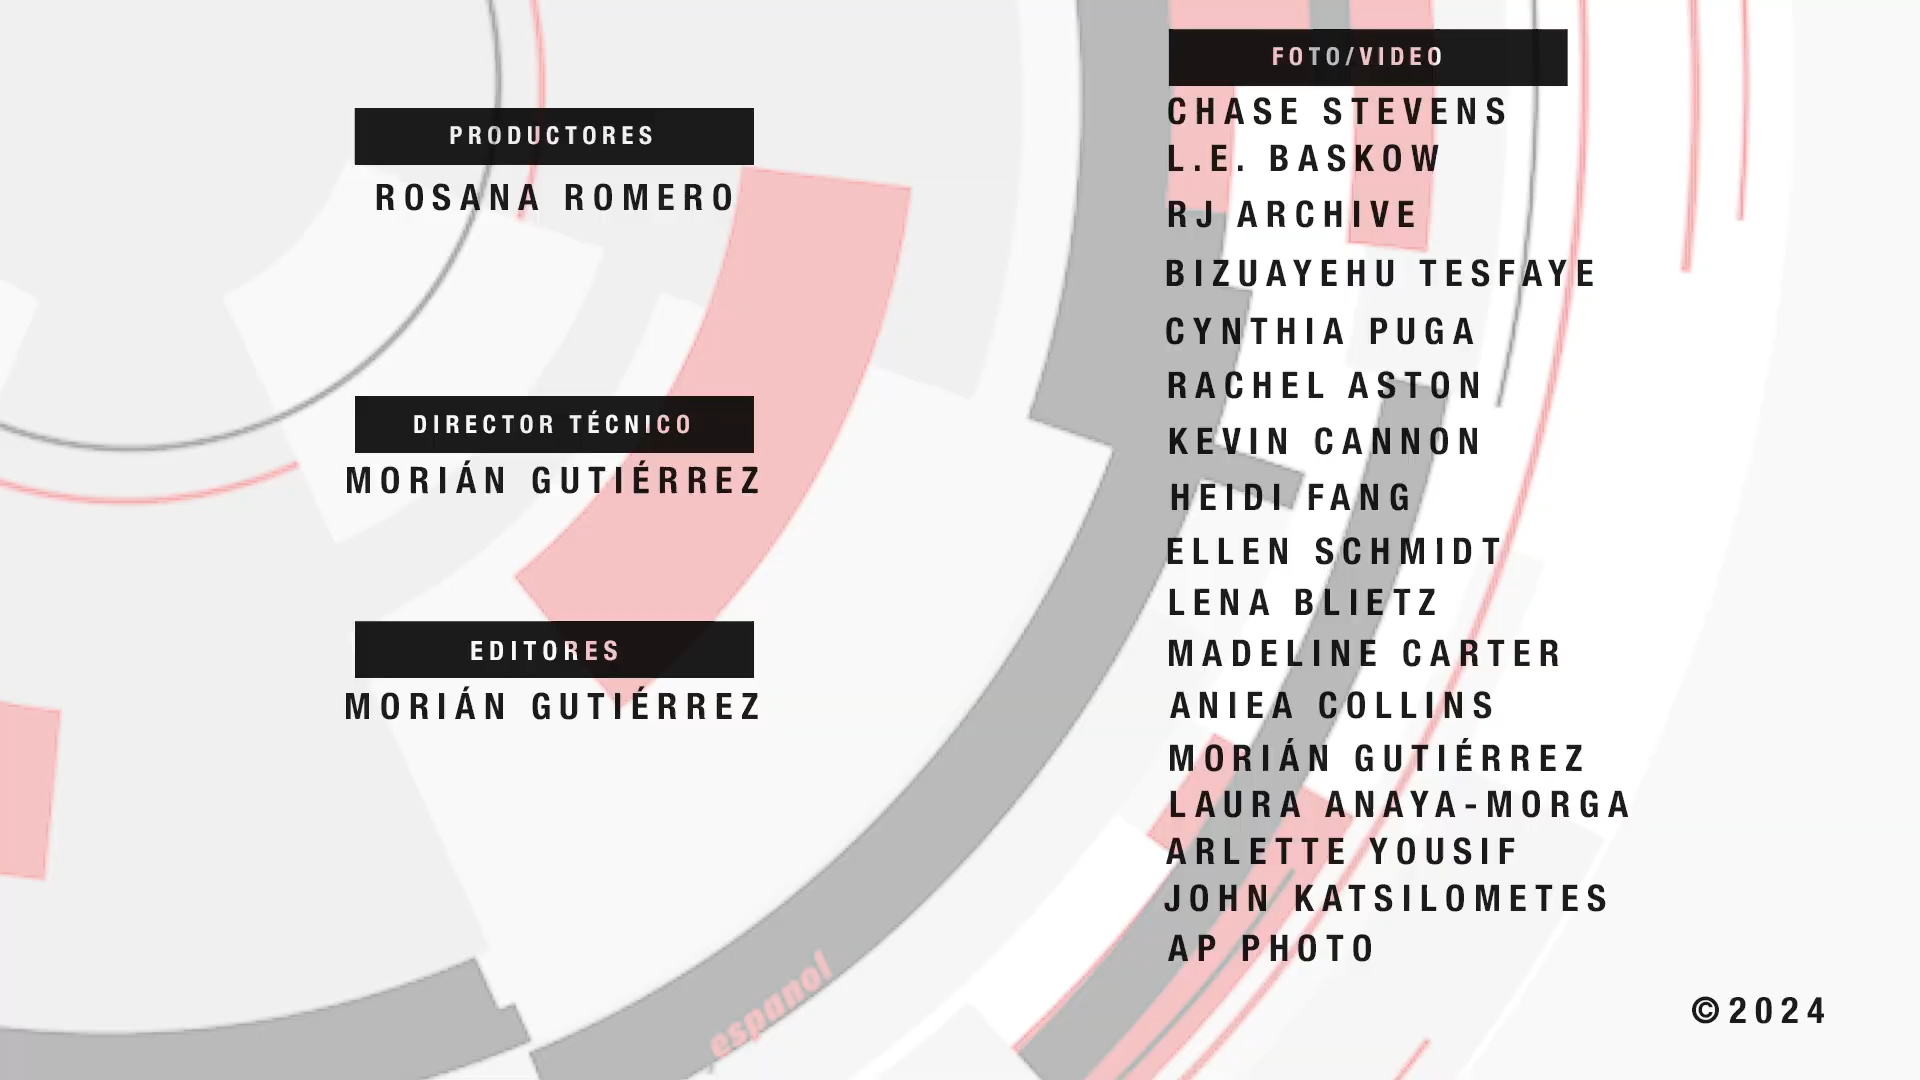 PRODUCTORES
ROSANA ROMERO
DIRECTOR TÉCNICO
MORIÁN GUTIÉRREZ
EDITORES
MORIÁN GUTIÉRREZ
FOTO/VIDEO
CHASE STEVENS
L.E. BASKOW
RJ ARCHIVE
BIZUAYEHU TESFAYE
CYNTHIA PUGA
RACHEL ASTON
KEVIN CANNON
HEIDI FANG
ELLEN SCHMIDT
LENA BLIETZ
MADELINE CARTER
ANIEA COLLINS
MORIÁN GUTIÉRREZ
LAURA ANAYA-MORGA
ARLETTE YOUSIF
JOHN KATSILOMETES
AP PHOTO
©2024
espanol